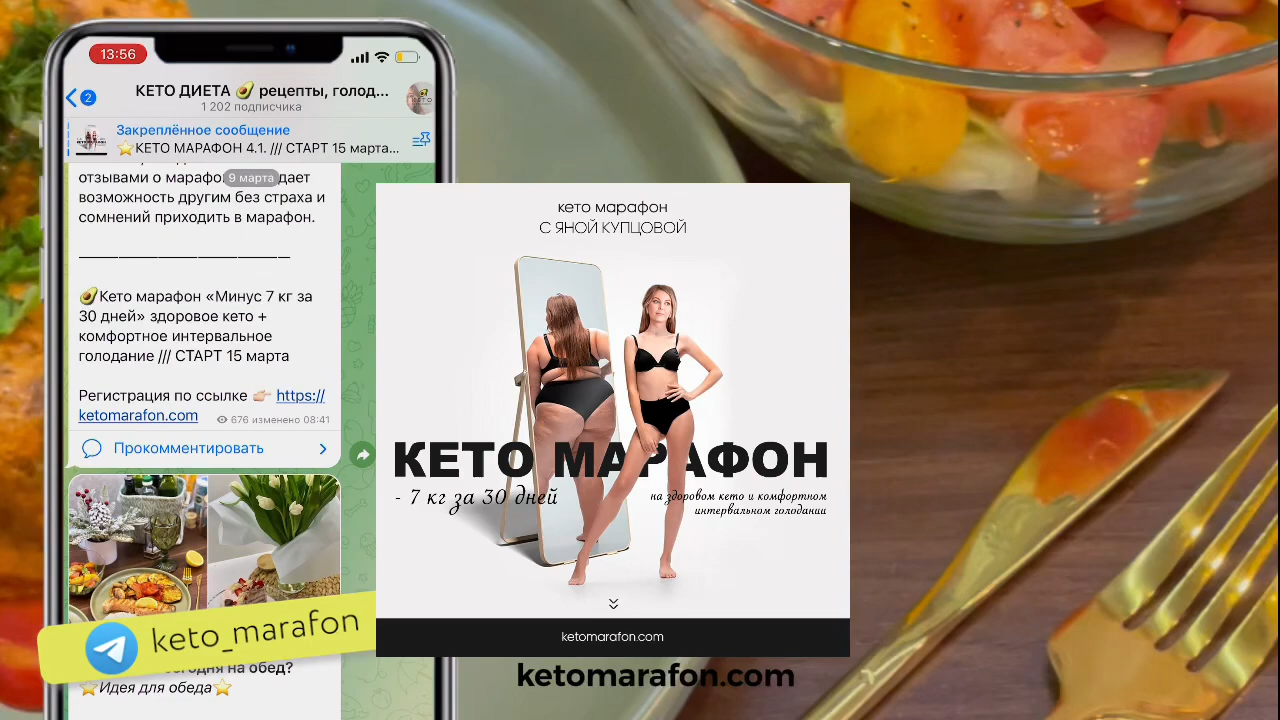 13:56
2
КЕТО ДИЕТА 🥑 рецепты, голод...
1 202 подписчика
Закреплённое сообщение
⭐КЕТО МАРАФОН 4.1. /// СТАРТ 15 марта...
9 марта
отзывами о
возможность другим без страха и
сомнений приходить в марафон.
🥑Кето марафон «Минус 7 кг за
30 дней» здоровое кето +
комфортное интервальное
голодание /// СТАРТ 15 марта
Регистрация по ссылке 👉🏻 https://
ketomarafon.com
676 изменено 08:41
Прокомментировать
keto_marafon
на обед?
⭐Идея для обеда⭐
кето марафон
С ЯНОЙ КУПЦОВОЙ
КЕТО МАРАФОН
- 7 кг за 30 дней
на здоровом кето и комфортном
интервальном голодании
ketomarafon.com
ketomarafon.com